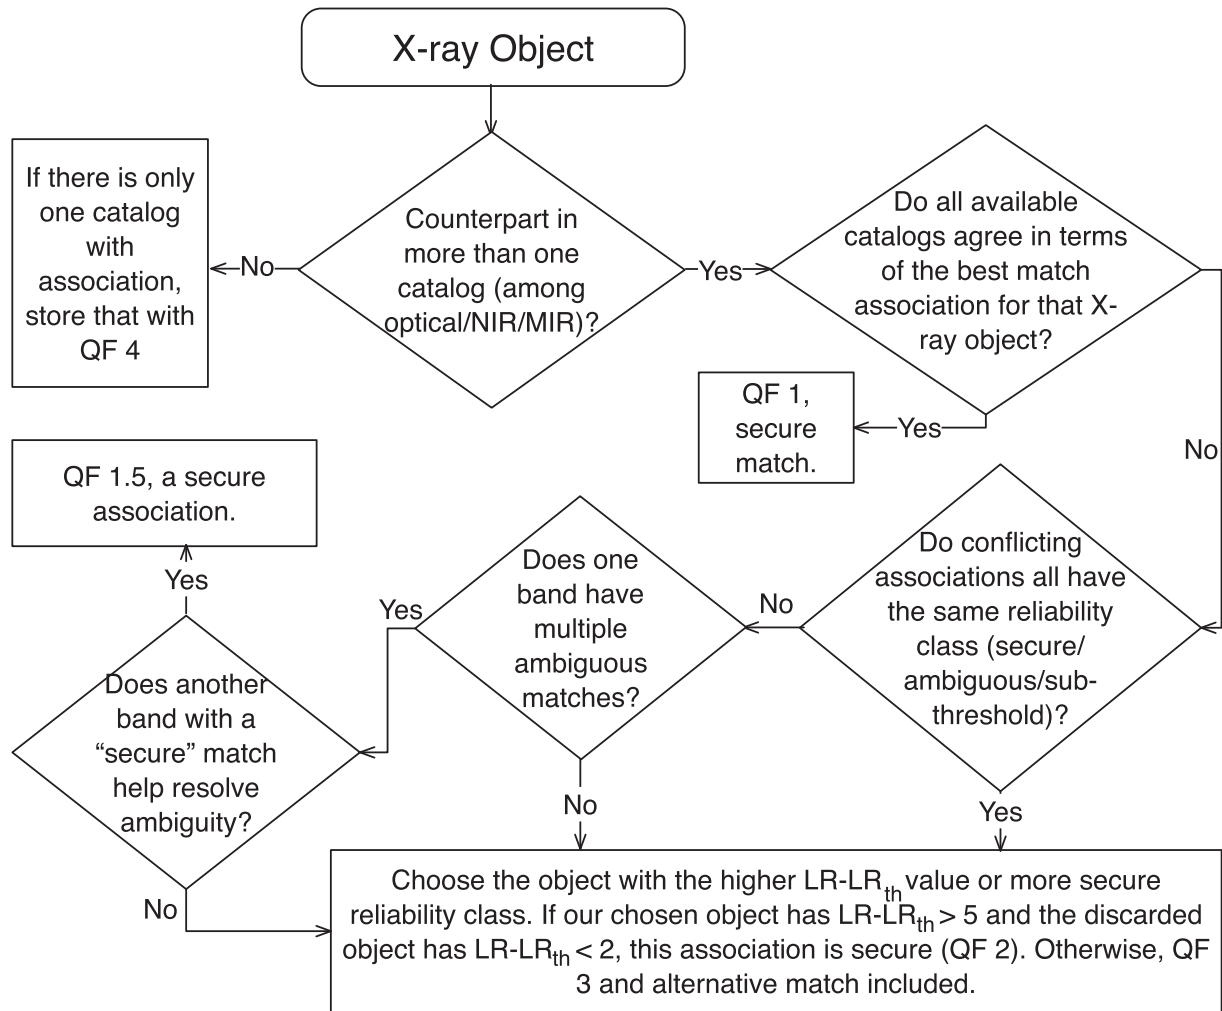 X-ray Object
If there is only
one catalog
with
association,
store that with
QF 4
No
Counterpart in
more than one
catalog (among
optical/NIR/MIR)?
Yes
Do all available
catalogs agree in terms
of the best match
association for that X-
ray object?
QF 1,
secure
match.
Yes
No
QF 1.5, a secure
association.
Yes
Does another
band with a
“secure” match
help resolve
ambiguity?
Yes
Does one
band have
multiple
ambiguous
matches?
No
Do conflicting
associations all have
the same reliability
class (secure/
ambiguous/sub-
threshold)?
No
Yes
No
Choose the object with the higher LR-LRth value or more secure
reliability class. If our chosen object has LR-LRth > 5 and the discarded
object has LR-LRth < 2, this association is secure (QF 2). Otherwise, QF
3 and alternative match included.